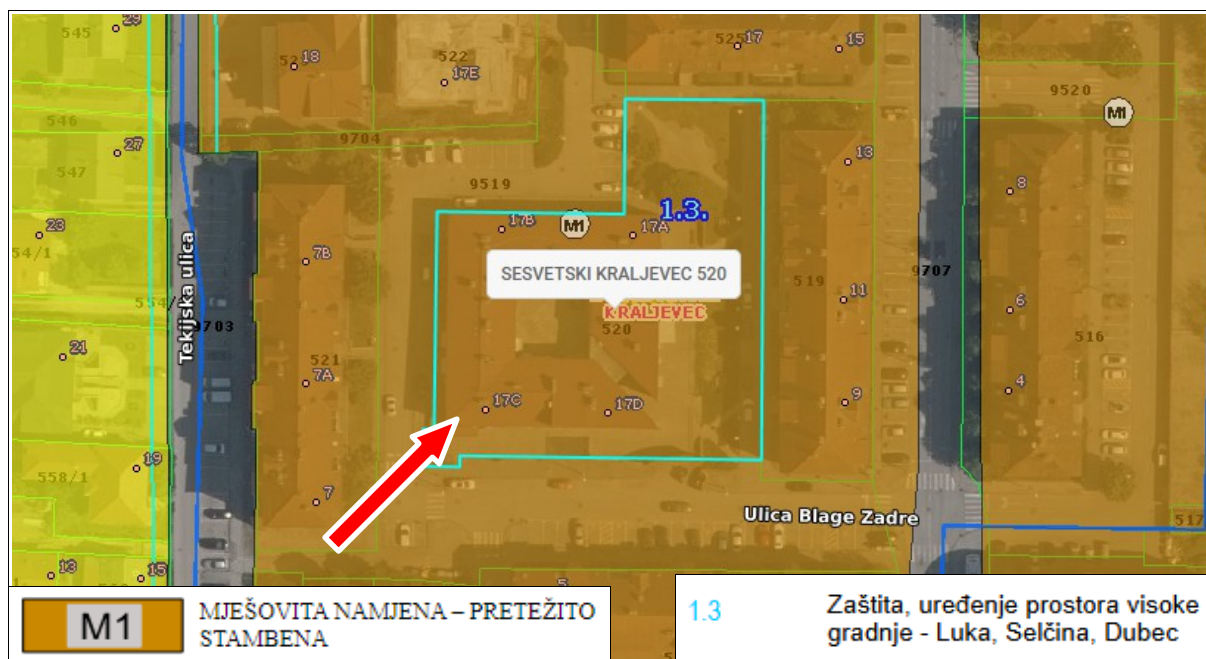 29
545
18
522
17E
525
17
15
9520
M1
546
27
547
9704
13
8
9519
23
54/1
7B
17B
M1
1.3.
17A
SESVETSKI KRALJEVEC 520
KRALJEVEC
520
519
11
9707
6
516
Tekijska ulica
9703
21
521
7A
17C
17D
9
4
558/1
19
7
Ulica Blage Zadre
517
13
15
5
M1
MJEŠOVITA NAMJENA – PRETEŽITO
STAMBENA
1.3
Zaštita, uređenje prostora visoke
gradnje - Luka, Selčina, Dubec